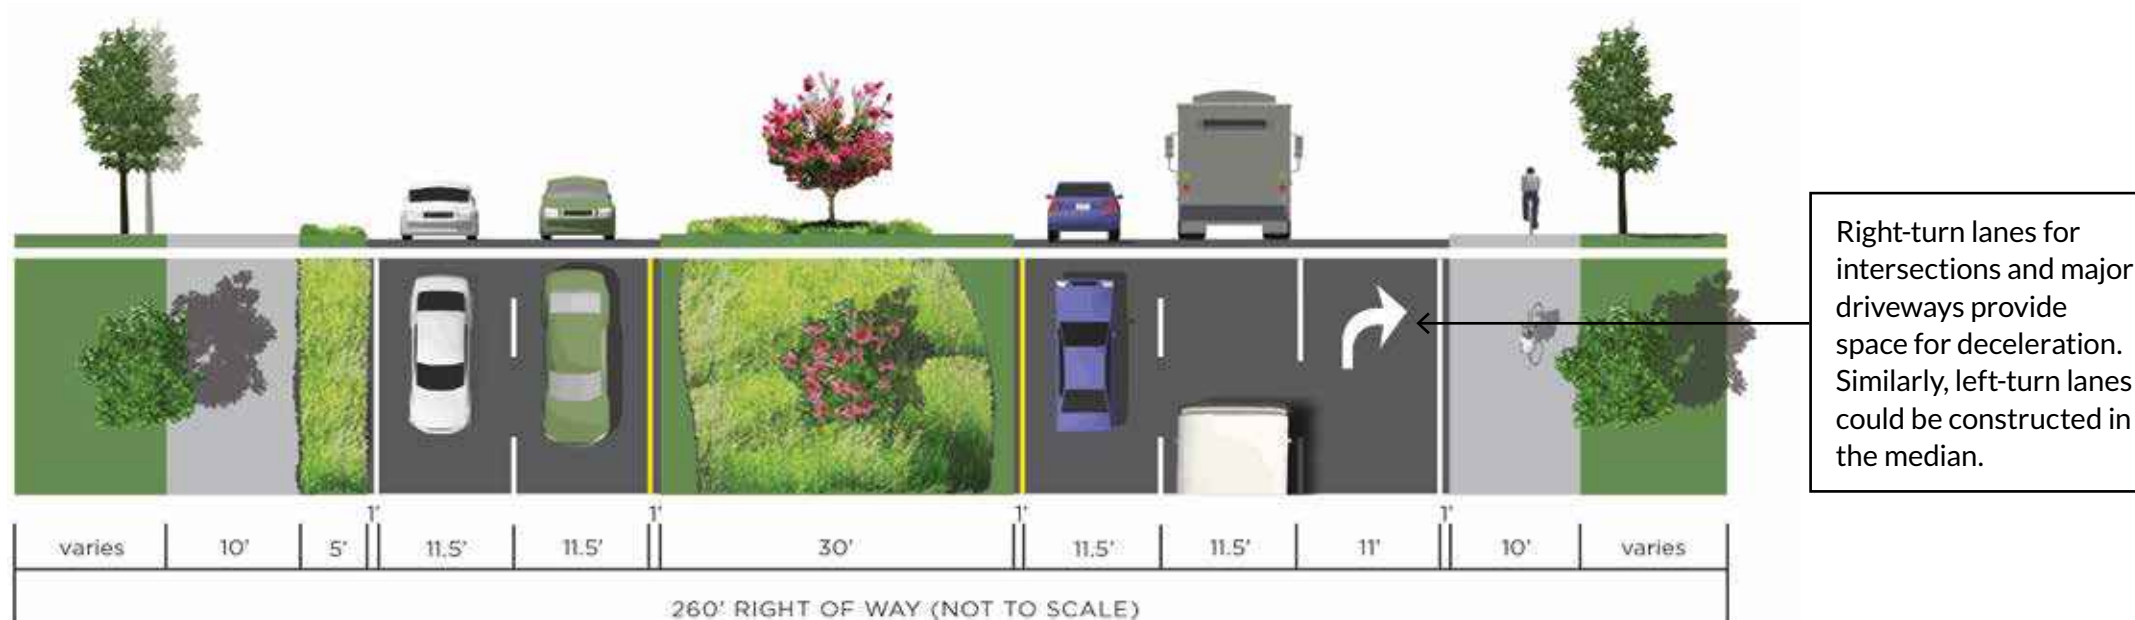 Right-turn lanes for
intersections and major
driveways provide
space for deceleration.
Similarly, left-turn lanes
could be constructed in
the median.
1' 1' 1' 1'
varies 10' 5' 11.5' 11.5' 30' 11.5' 11.5' 11' 10' varies
260' RIGHT OF WAY (NOT TO SCALE)